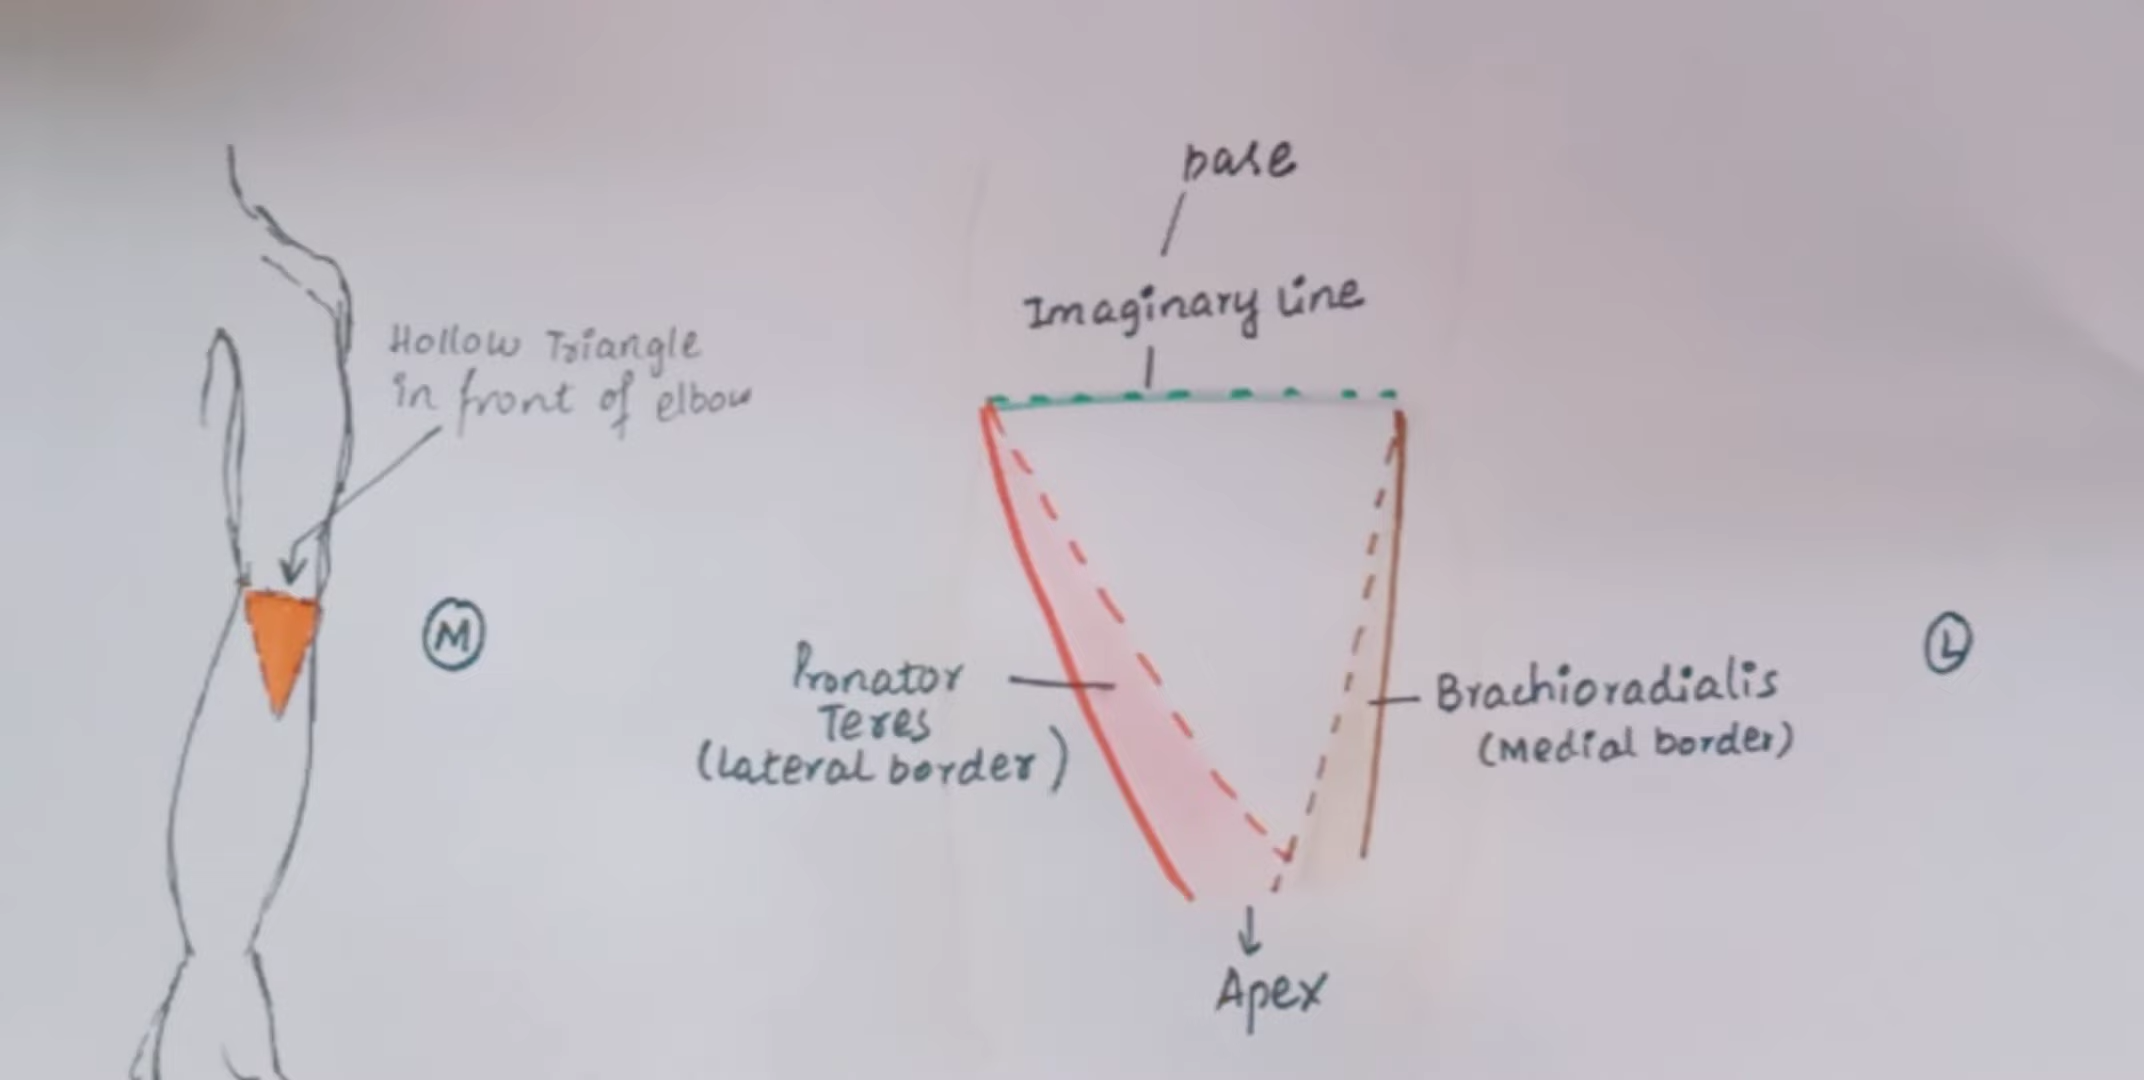 base
Imaginary Line
Hollow Triangle
in front of elbow
M
L
Pronator
Teres
(Lateral border)
Brachioradialis
(Medial border)
Apex